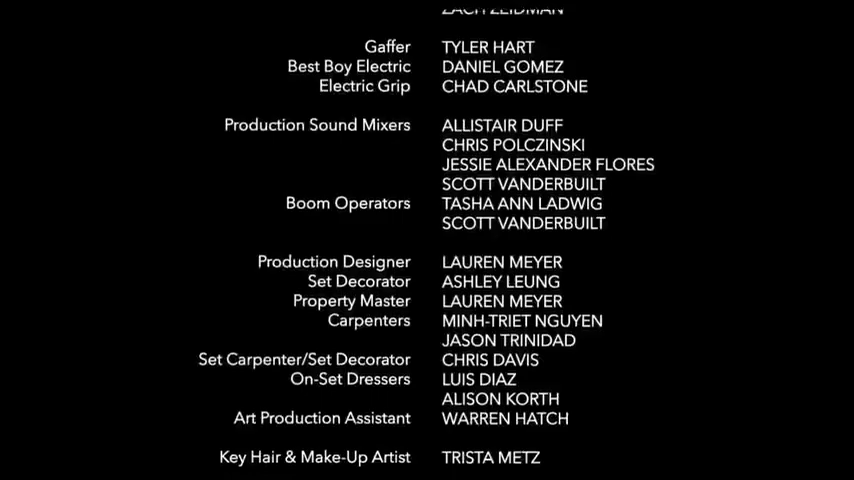 Gaffer TYLER HART
Best Boy Electric DANIEL GOMEZ
Electric Grip CHAD CARLSTONE
Production Sound Mixers ALLISTAIR DUFF
CHRIS POLCZINSKI
JESSIE ALEXANDER FLORES
SCOTT VANDERBUILT
Boom Operators TASHA ANN LADWIG
SCOTT VANDERBUILT
Production Designer LAUREN MEYER
Set Decorator ASHLEY LEUNG
Property Master LAUREN MEYER
Carpenters MINH-TRIET NGUYEN
JASON TRINIDAD
Set Carpenter/Set Decorator CHRIS DAVIS
On-Set Dressers LUIS DIAZ
ALISON KORTH
Art Production Assistant WARREN HATCH
Key Hair & Make-Up Artist TRISTA METZ